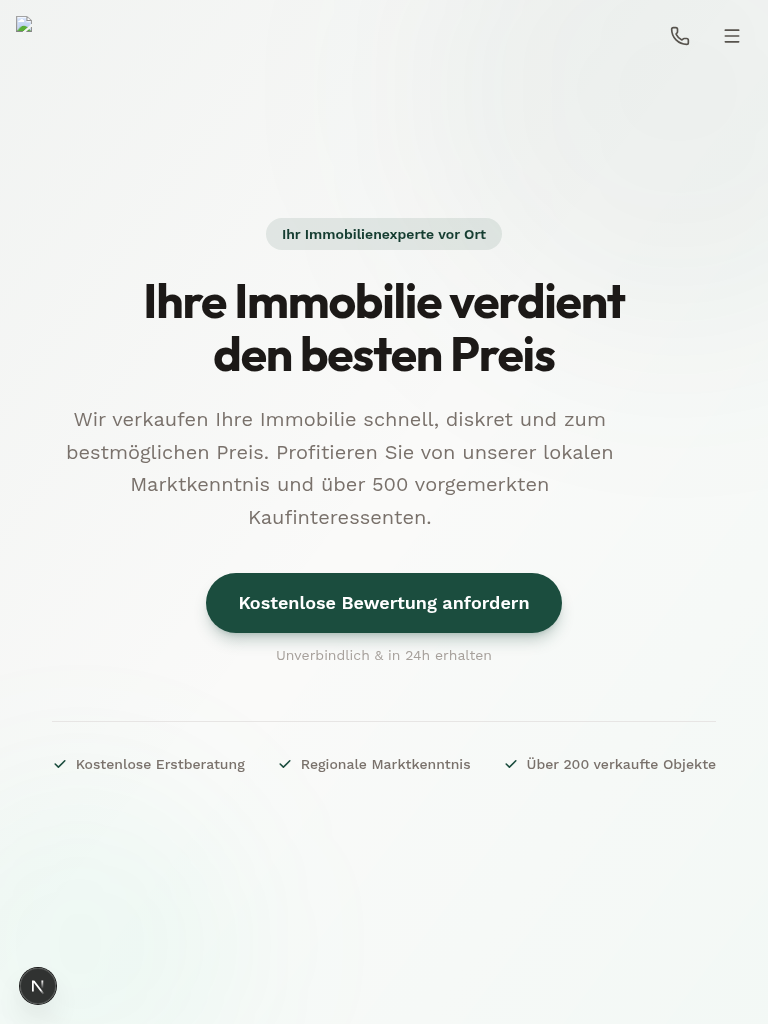 Ihr Immobilienexperte vor Ort
Ihre Immobilie verdient
den besten Preis
Wir verkaufen Ihre Immobilie schnell, diskret und zum
bestmöglichen Preis. Profitieren Sie von unserer lokalen
Marktkenntnis und über 500 vorgemerkten
Kaufinteressenten.
Kostenlose Bewertung anfordern
Unverbindlich & in 24h erhalten
Kostenlose Erstberatung
Regionale Marktkenntnis
Über 200 verkaufte Objekte
N